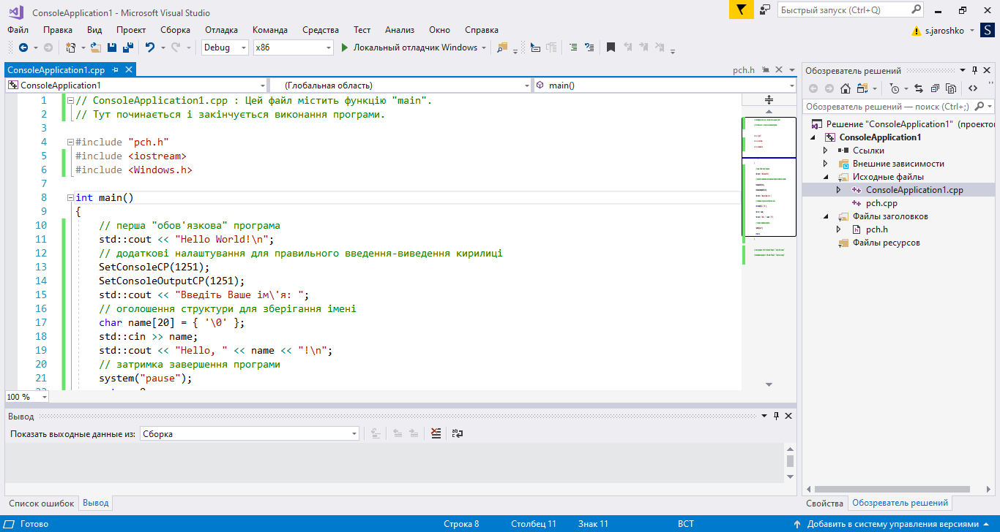 ConsoleApplication1 - Microsoft Visual Studio
Быстрый запуск (Ctrl+Q)
Файл Правка Вид Проект Сборка Отладка Команда Средства Тест Анализ Окно Справка
s.jaroshko S
Debug x86 Локальный отладчик Windows
ConsoleApplication1.cpp
pch.h
Обозреватель решений
ConsoleApplication1 (Глобальная область) main()
Обозреватель решений — поиск (Ctrl+;)
1 // ConsoleApplication1.cpp : Цей файл містить функцію "main".
2 // Тут починається і закінчується виконання програми.
3
4 #include "pch.h"
5 #include <iostream>
6 #include <Windows.h>
7
8 int main()
9 {
10 // перша "обов'язкова" програма
11 std::cout << "Hello World!\n";
12 // додаткові налаштування для правильного введення-виведення кирилиці
13 SetConsoleCP(1251);
14 SetConsoleOutputCP(1251);
15 std::cout << "Введіть Ваше ім\'я: ";
16 // оголошення структури для зберігання імені
17 char name[20] = { '\0' };
18 std::cin >> name;
19 std::cout << "Hello, " << name << "!\n";
20 // затримка завершення програми
21 system("pause");
Решение "ConsoleApplication1" (проектов
ConsoleApplication1
Ссылки
Внешние зависимости
Исходные файлы
ConsoleApplication1.cpp
pch.cpp
Файлы заголовков
pch.h
Файлы ресурсов
100 %
Вывод
Показать выходные данные из: Сборка
Список ошибок Вывод
Свойства Обозреватель решений
Готово Строка 8 Столбец 11 Знак 11 ВСТ Добавить в систему управления версиями